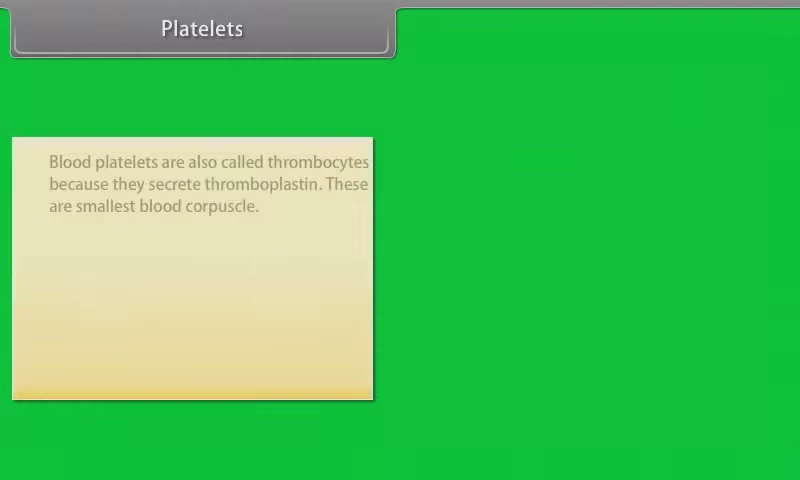 Platelets
Blood platelets are also called thrombocytes
because they secrete thromboplastin. These
are smallest blood corpuscle.